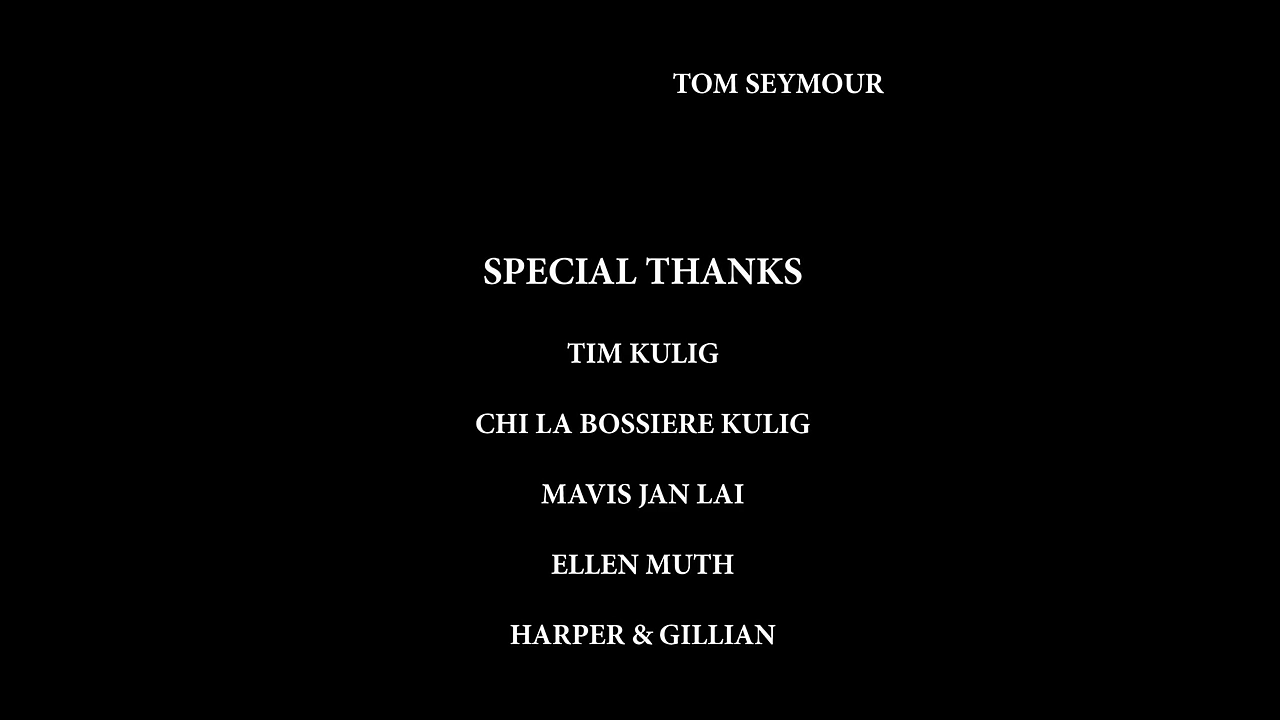 TOM SEYMOUR
SPECIAL THANKS
TIM KULIG
CHI LA BOSSIERE KULIG
MAVIS JAN LAI
ELLEN MUTH
HARPER & GILLIAN